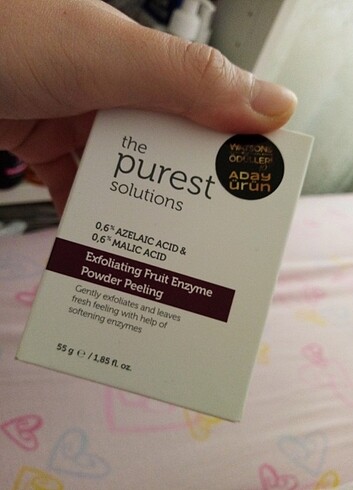 the
purest
solutions
WATSONS
ÖDÜLLERİ
ADAY
ÜRÜN
0,6% AZELAIC ACID &
0,6% MALIC ACID
Exfoliating Fruit Enzyme
Powder Peeling
Gently exfoliates and leaves
fresh feeling with help of
softening enzymes
55 g ℮ / 1,85 fl. oz.